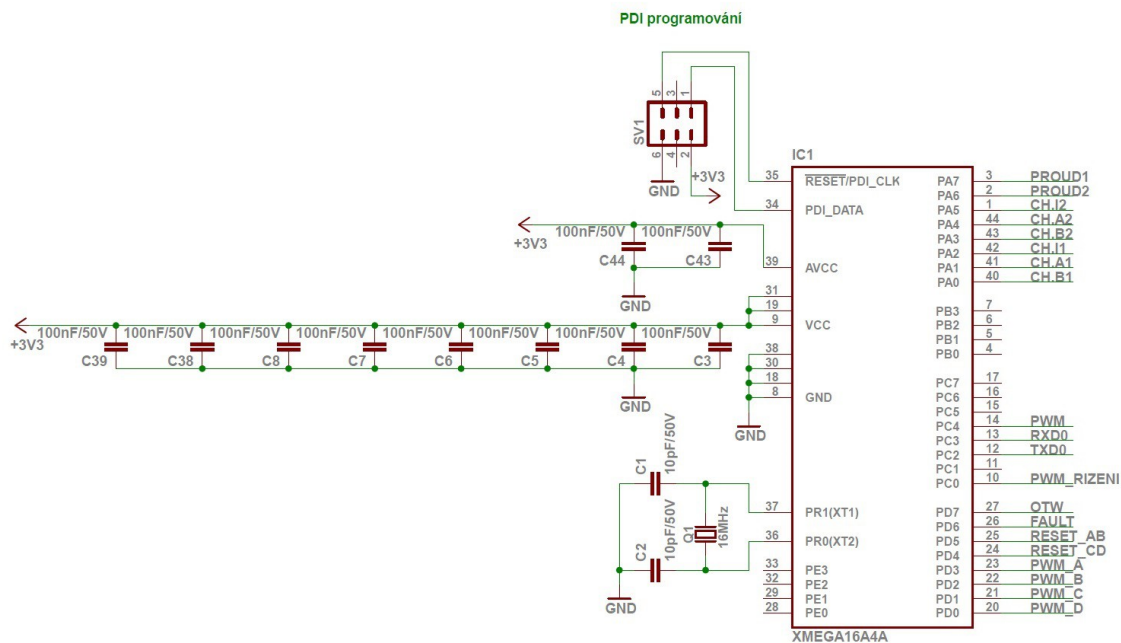 PDI programování
5 3 1
SV1
6 4 2
GND
+3V3
IC1
35 RESET/PDI_CLK
34 PDI_DATA
+3V3
100nF/50V 100nF/50V
C44 C43
GND
39 AVCC
31
19
9 VCC
+3V3
100nF/50V 100nF/50V 100nF/50V 100nF/50V 100nF/50V 100nF/50V 100nF/50V 100nF/50V
C39 C38 C8 C7 C6 C5 C4 C3
GND
38
30
18
8 GND
GND
C1 10pF/50V
C2 10pF/50V
Q1 16MHz
GND
37 PR1(XT1)
36 PR0(XT2)
33 PE3
32 PE2
29 PE1
28 PE0
PA7 3 PROUD1
PA6 2 PROUD2
PA5 1 CH.I2
PA4 44 CH.A2
PA3 43 CH.B2
PA2 42 CH.I1
PA1 41 CH.A1
PA0 40 CH.B1
PB3 7
PB2 6
PB1 5
PB0 4
PC7 17
PC6 16
PC5 15
PC4 14 PWM
PC3 13 RXD0
PC2 12 TXD0
PC1 11
PC0 10 PWM_RIZENI
PD7 27 OTW
PD6 26 FAULT
PD5 25 RESET_AB
PD4 24 RESET_CD
PD3 23 PWM_A
PD2 22 PWM_B
PD1 21 PWM_C
PD0 20 PWM_D
XMEGA16A4A